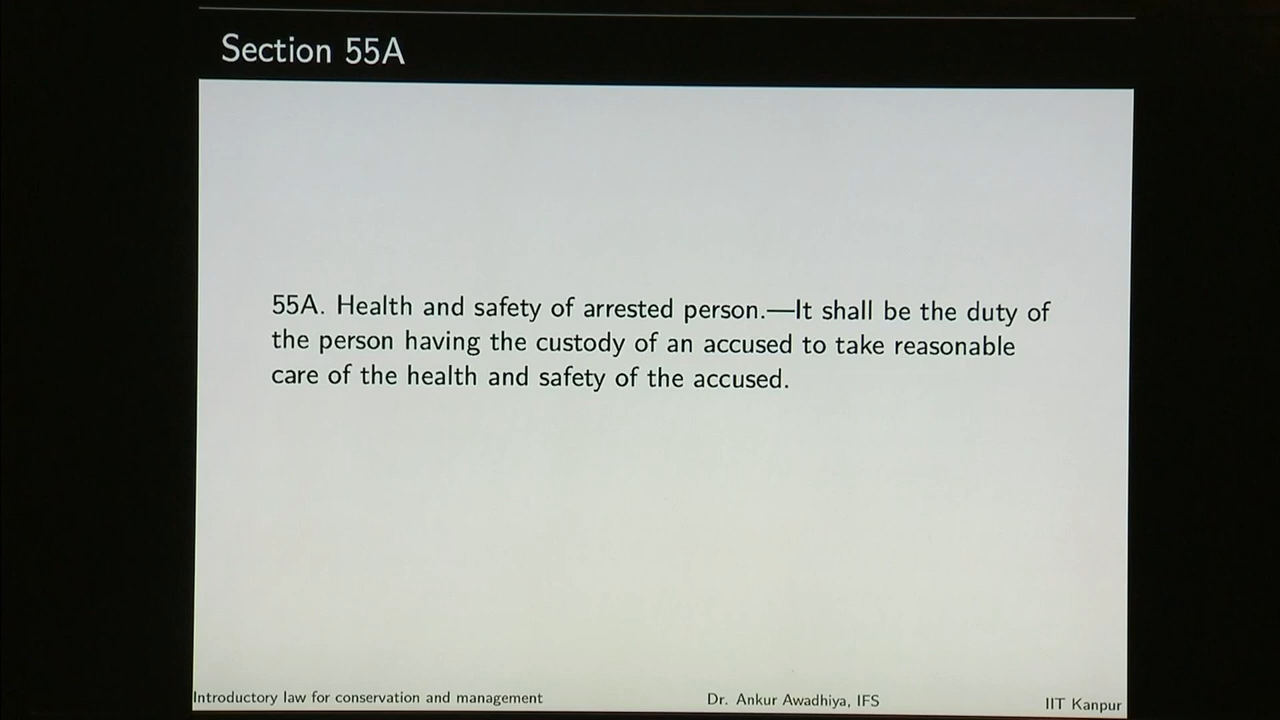 Section 55A
55A. Health and safety of arrested person.—It shall be the duty of
the person having the custody of an accused to take reasonable
care of the health and safety of the accused.
Introductory law for conservation and management Dr. Ankur Awadhiya, IFS IIT Kanpur